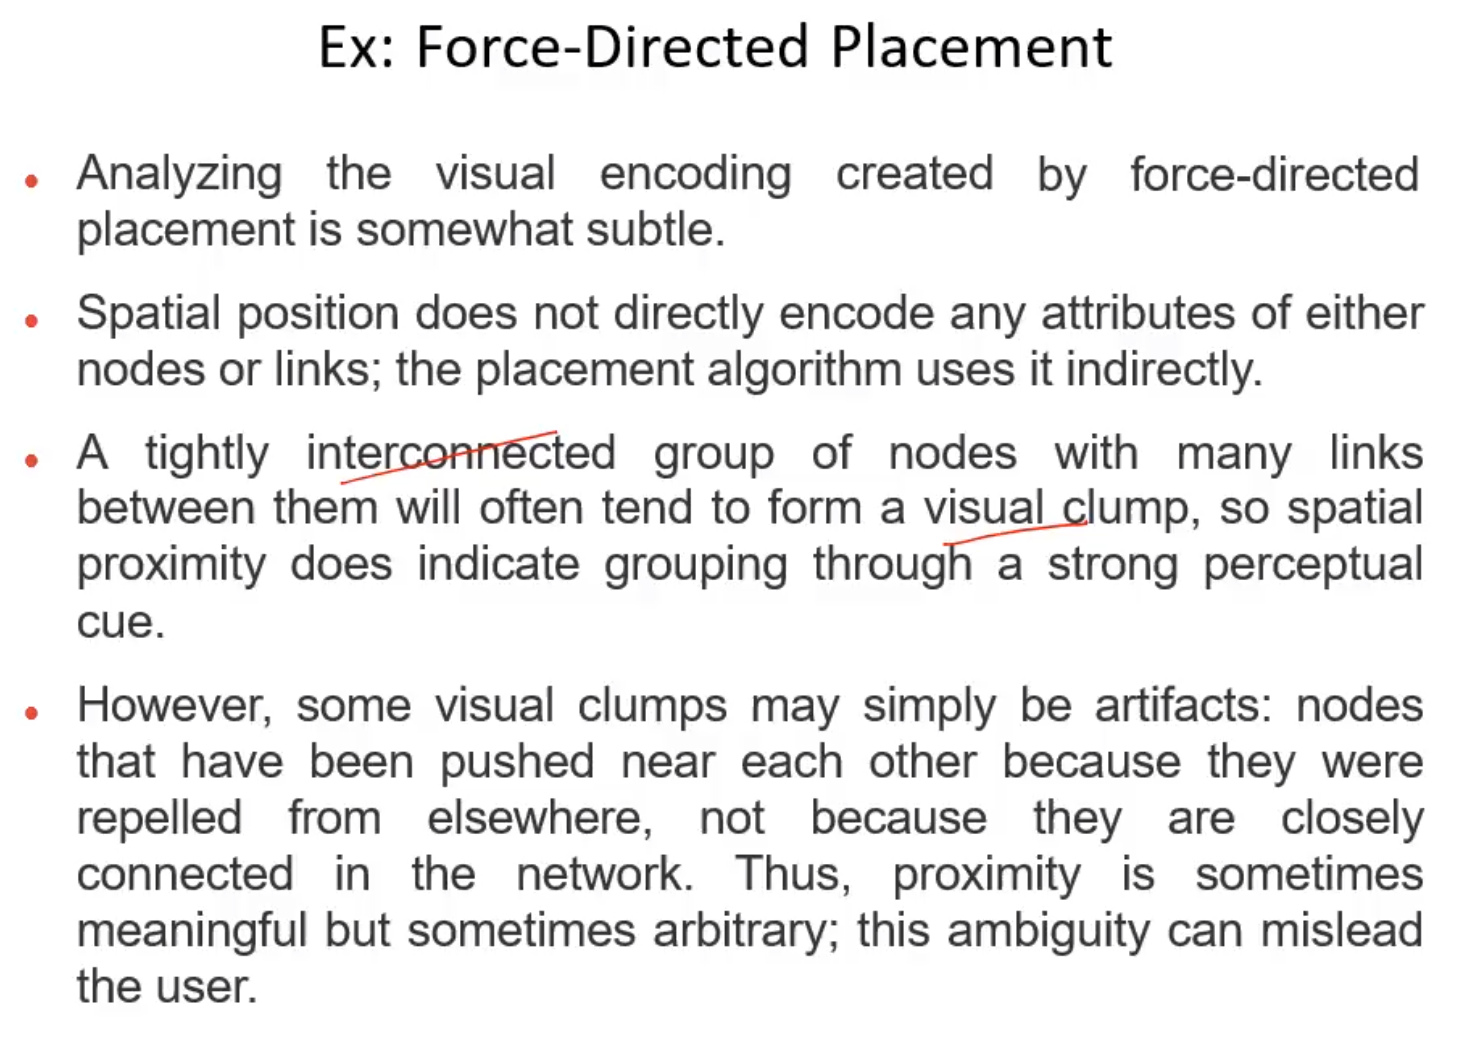 Ex: Force-Directed Placement
• Analyzing the visual encoding created by force-directed
placement is somewhat subtle.
• Spatial position does not directly encode any attributes of either
nodes or links; the placement algorithm uses it indirectly.
• A tightly interconnected group of nodes with many links
between them will often tend to form a visual clump, so spatial
proximity does indicate grouping through a strong perceptual
cue.
• However, some visual clumps may simply be artifacts: nodes
that have been pushed near each other because they were
repelled from elsewhere, not because they are closely
connected in the network. Thus, proximity is sometimes
meaningful but sometimes arbitrary; this ambiguity can mislead
the user.